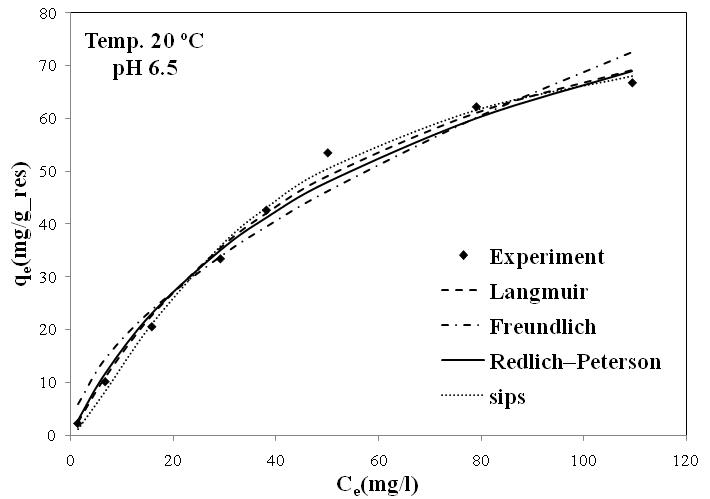 80
70
60
50
40
30
20
10
0
qe(mg/g_res)
Temp. 20 ºC
pH 6.5
Experiment
Langmuir
Freundlich
Redlich–Peterson
sips
0 20 40 60 80 100 120
Ce(mg/l)